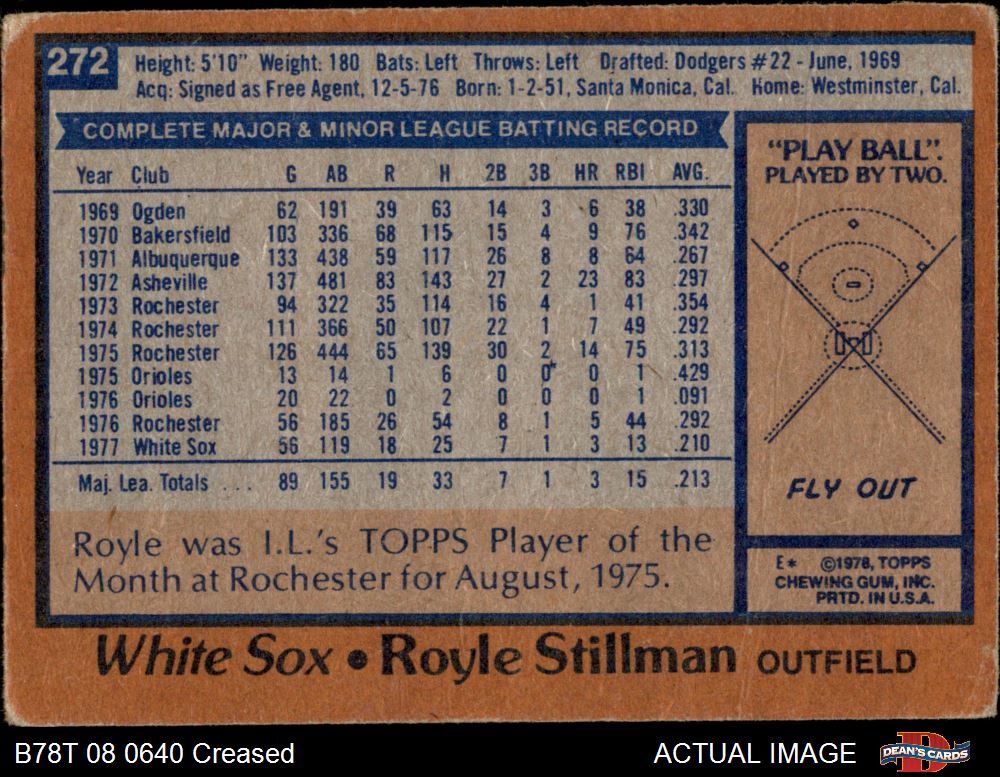 272
Height: 5'10" Weight: 180 Bats: Left Throws: Left Drafted: Dodgers #22 - June, 1969
Acq: Signed as Free Agent, 12-5-76 Born: 1-2-51, Santa Monica, Cal. Home: Westminster, Cal.
COMPLETE MAJOR & MINOR LEAGUE BATTING RECORD
Year Club G AB R H 2B 3B HR RBI AVG.
1969 Ogden 62 191 39 63 14 3 6 38 .330
1970 Bakersfield 103 336 68 115 15 4 9 76 .342
1971 Albuquerque 133 438 59 117 26 8 8 64 .267
1972 Asheville 137 481 83 143 27 2 23 83 .297
1973 Rochester 94 322 35 114 16 4 1 41 .354
1974 Rochester 111 366 50 107 22 1 7 49 .292
1975 Rochester 126 444 65 139 30 2 14 75 .313
1975 Orioles 13 14 1 6 0 0 0 1 .429
1976 Orioles 20 22 0 2 0 0 0 1 .091
1976 Rochester 56 185 26 54 8 1 5 44 .292
1977 White Sox 56 119 18 25 7 1 3 13 .210
Maj. Lea. Totals ... 89 155 19 33 7 1 3 15 .213
Royle was I.L.'s TOPPS Player of the
Month at Rochester for August, 1975.
"PLAY BALL".
PLAYED BY TWO.
FLY OUT
E* ©1978, TOPPS
CHEWING GUM, INC.
PRTD. IN U.S.A.
White Sox • Royle Stillman OUTFIELD
B78T 08 0640 Creased
ACTUAL IMAGE
DEAN'S CARDS